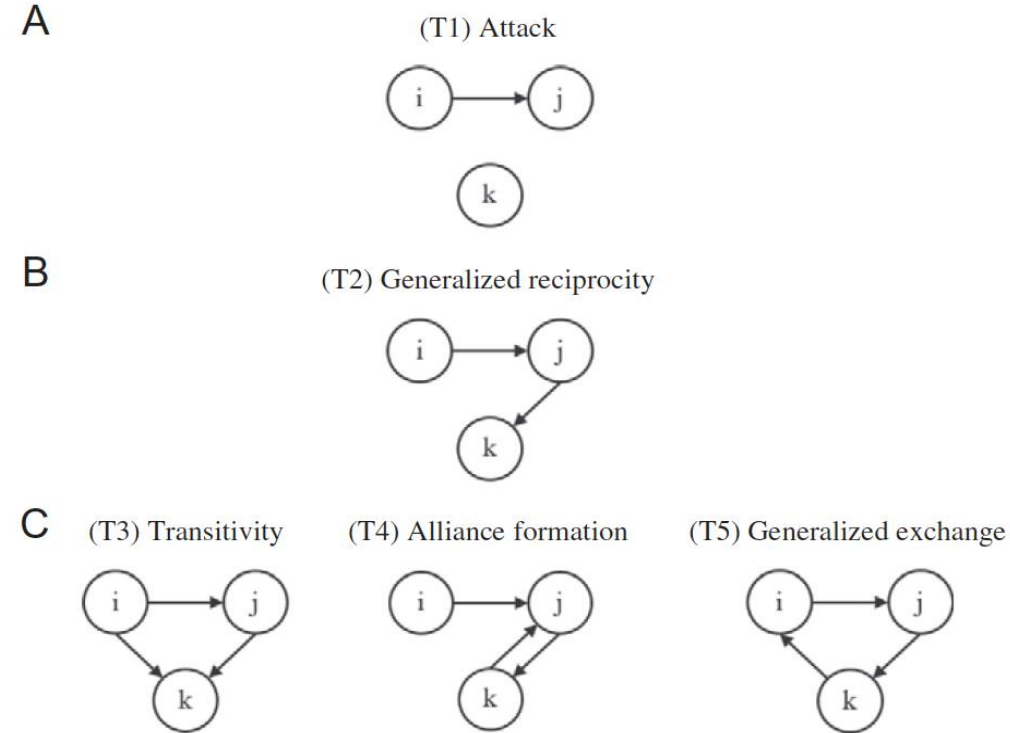 A
(T1) Attack
i j
k
B
(T2) Generalized reciprocity
i j
k
C (T3) Transitivity (T4) Alliance formation (T5) Generalized exchange
i j i j i j
k k k